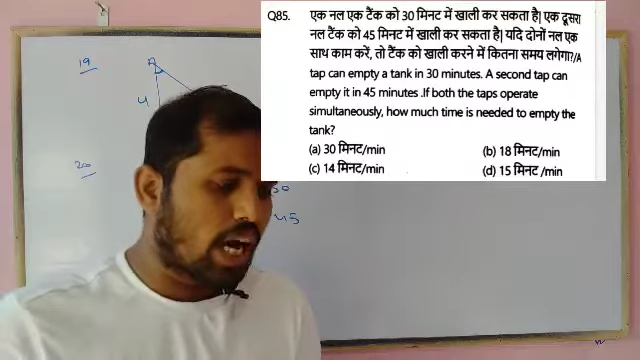 Q85. एक नल एक टैंक को 30 मिनट में खाली कर सकता है| एक दूसरा
नल टैंक को 45 मिनट में खाली कर सकता है| यदि दोनों नल एक
साथ काम करें, तो टैंक को खाली करने में कितना समय लगेगा?/A
tap can empty a tank in 30 minutes. A second tap can
empty it in 45 minutes .If both the taps operate
simultaneously, how much time is needed to empty the
tank?
(a) 30 मिनट/min (b) 18 मिनट/min
(c) 14 मिनट/min (d) 15 मिनट /min
19
A
4
20
30
45